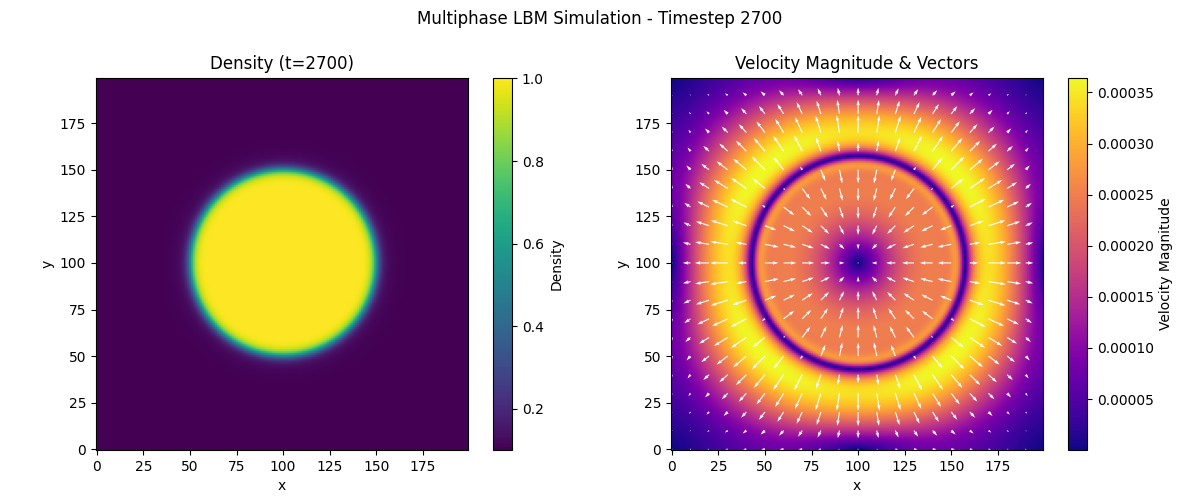 Multiphase LBM Simulation - Timestep 2700
Density (t=2700)
175
150
125
100
75
50
25
0
y
0 25 50 75 100 125 150 175
x
1.0
0.8
0.6
0.4
0.2
Density
Velocity Magnitude & Vectors
175
150
125
100
75
50
25
0
y
0 25 50 75 100 125 150 175
x
0.00035
0.00030
0.00025
0.00020
0.00015
0.00010
0.00005
Velocity Magnitude